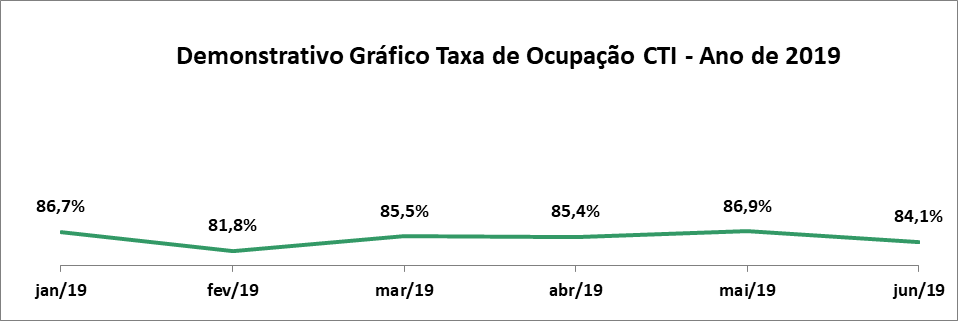 Demonstrativo Gráfico Taxa de Ocupação CTI - Ano de 2019
86,7% 81,8% 85,5% 85,4% 86,9% 84,1%
jan/19 fev/19 mar/19 abr/19 mai/19 jun/19